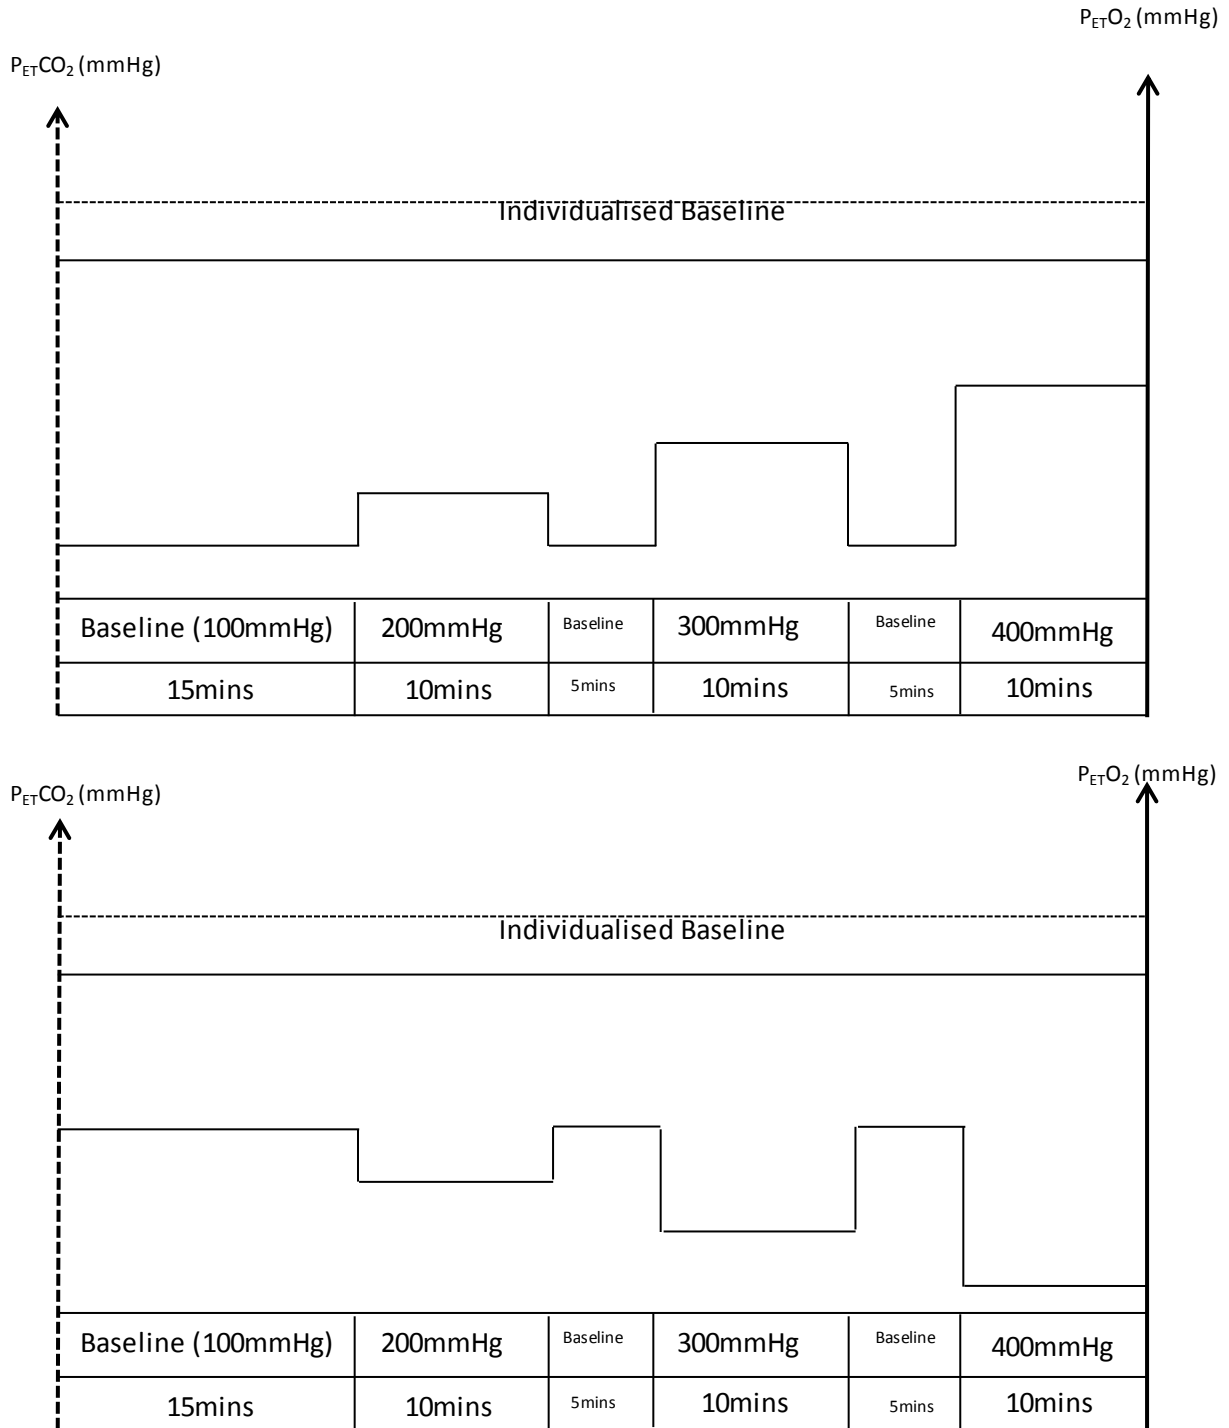 PETO2 (mmHg)
PETCO2 (mmHg)
Individualised Baseline
Baseline (100mmHg) 200mmHg Baseline 300mmHg Baseline 400mmHg
15mins 10mins 5mins 10mins 5mins 10mins
PETO2 (mmHg)
PETCO2 (mmHg)
Individualised Baseline
Baseline (100mmHg) 200mmHg Baseline 300mmHg Baseline 400mmHg
15mins 10mins 5mins 10mins 5mins 10mins